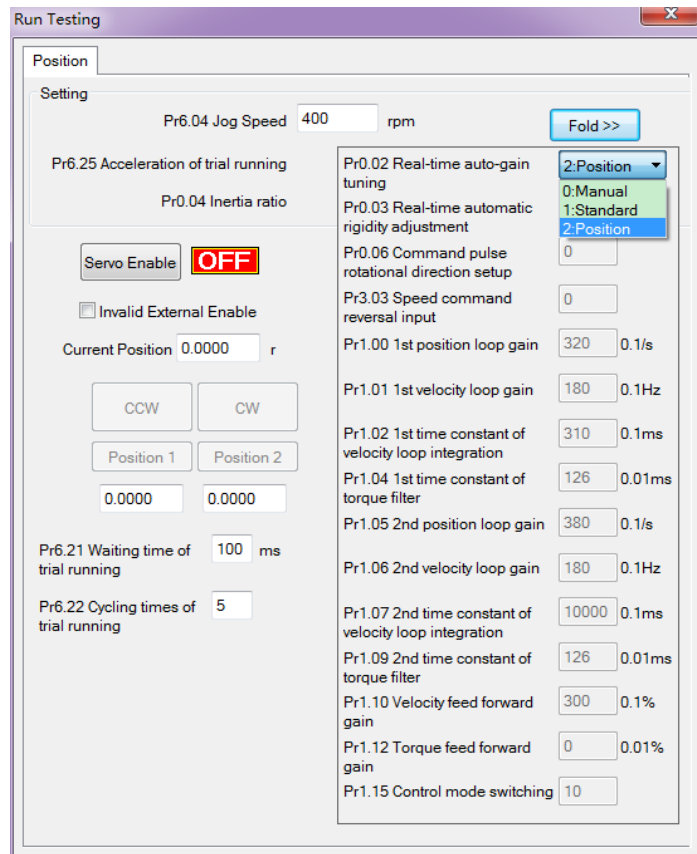 Run Testing
Position
Setting
Pr6.04 Jog Speed 400 rpm
Fold >>
Pr6.25 Acceleration of trial running
Pr0.04 Inertia ratio
Servo Enable OFF
Invalid External Enable
Current Position 0.0000 r
CCW CW
Position 1 Position 2
0.0000 0.0000
Pr6.21 Waiting time of 100 ms
trial running
Pr6.22 Cycling times of 5
trial running
Pr0.02 Real-time auto-gain 2:Position
tuning
0:Manual
1:Standard
2:Position
Pr0.03 Real-time automatic
rigidity adjustment
Pr0.06 Command pulse 0
rotational direction setup
Pr3.03 Speed command 0
reversal input
Pr1.00 1st position loop gain 320 0.1/s
Pr1.01 1st velocity loop gain 180 0.1Hz
Pr1.02 1st time constant of 310 0.1ms
velocity loop integration
Pr1.04 1st time constant of 126 0.01ms
torque filter
Pr1.05 2nd position loop gain 380 0.1/s
Pr1.06 2nd velocity loop gain 180 0.1Hz
Pr1.07 2nd time constant of 10000 0.1ms
velocity loop integration
Pr1.09 2nd time constant of 126 0.01ms
torque filter
Pr1.10 Velocity feed forward 300 0.1%
gain
Pr1.12 Torque feed forward 0 0.01%
gain
Pr1.15 Control mode switching 10